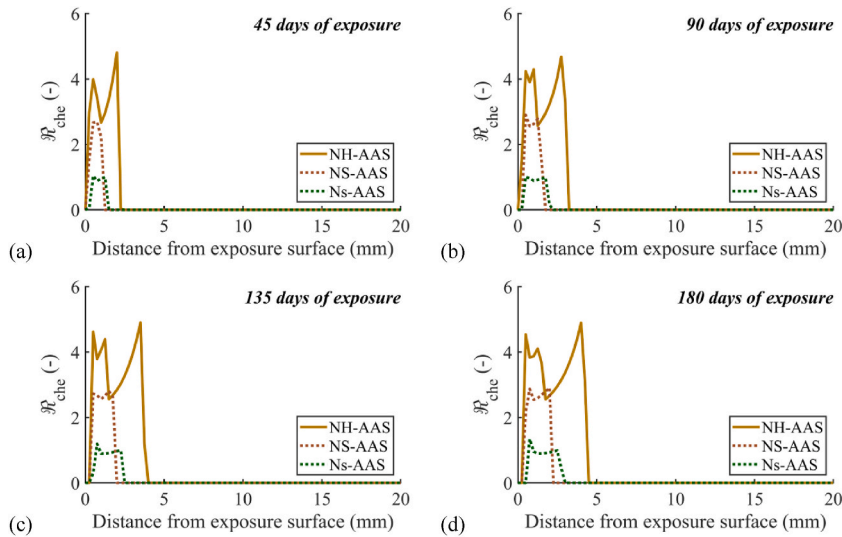 45 days of exposure
6
4
2
0
ℜche (-)
NH-AAS
NS-AAS
Ns-AAS
0 5 10 15 20
Distance from exposure surface (mm)
(a)
90 days of exposure
6
4
2
0
ℜche (-)
NH-AAS
NS-AAS
Ns-AAS
0 5 10 15 20
Distance from exposure surface (mm)
(b)
135 days of exposure
6
4
2
0
ℜche (-)
NH-AAS
NS-AAS
Ns-AAS
0 5 10 15 20
Distance from exposure surface (mm)
(c)
180 days of exposure
6
4
2
0
ℜche (-)
NH-AAS
NS-AAS
Ns-AAS
0 5 10 15 20
Distance from exposure surface (mm)
(d)